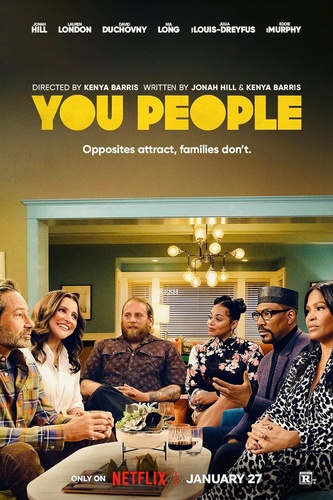 JONAH HILL LAUREN LONDON DAVID DUCHOVNY NIA LONG JULIA LOUIS-DREYFUS EDDIE MURPHY
DIRECTED BY KENYA BARRIS WRITTEN BY JONAH HILL & KENYA BARRIS
YOU PEOPLE
Opposites attract, families don't.
ONLY ON NETFLIX JANUARY 27
R